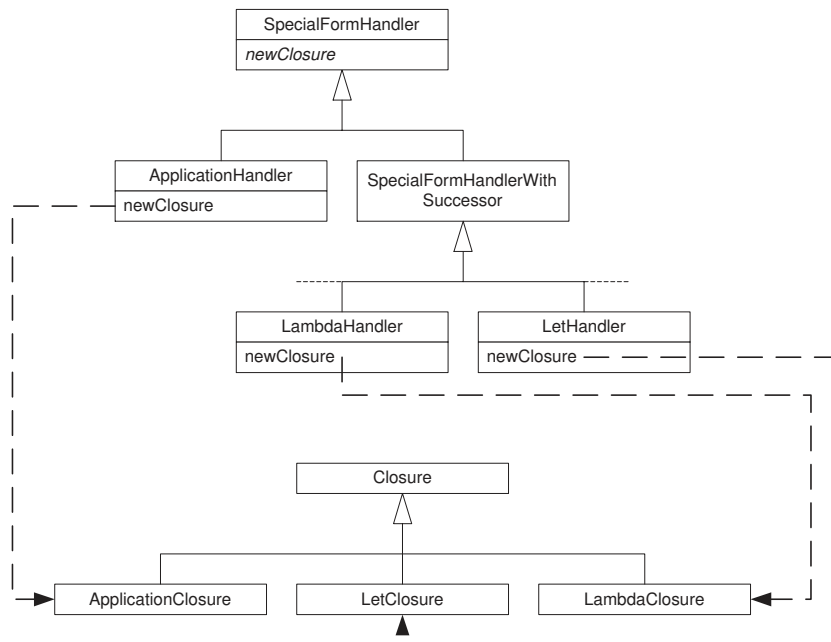 SpecialFormHandler
newClosure
ApplicationHandler
newClosure
SpecialFormHandlerWith
Successor
LambdaHandler
newClosure
LetHandler
newClosure
Closure
ApplicationClosure
LetClosure
LambdaClosure